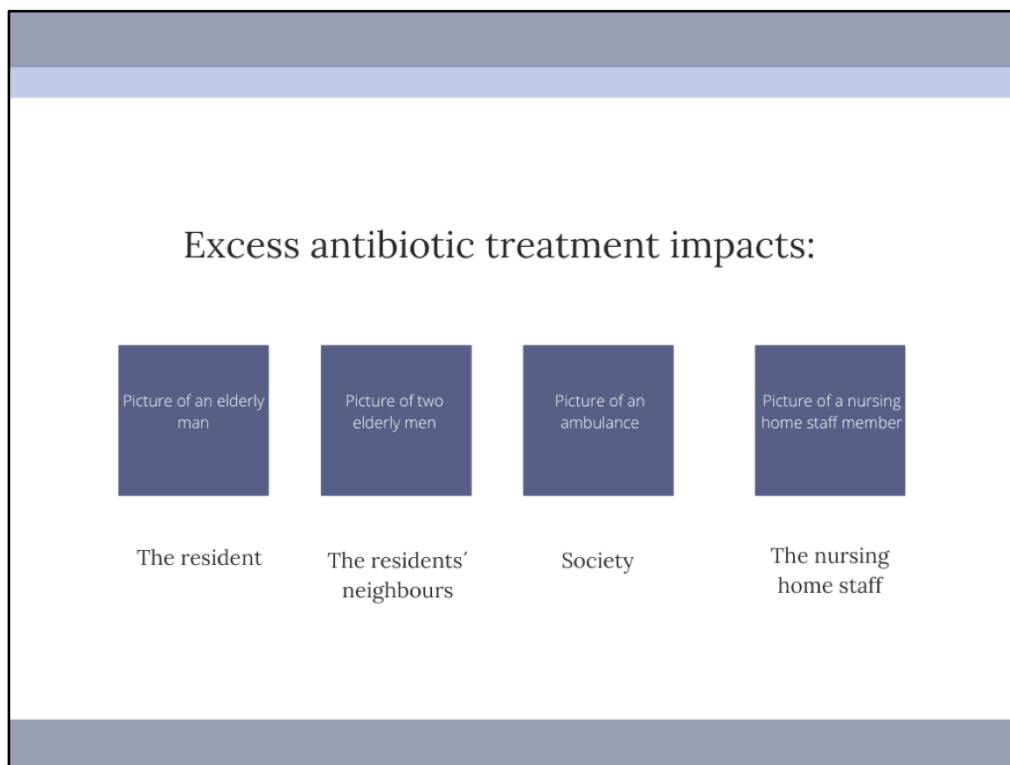 Excess antibiotic treatment impacts:
Picture of an elderly
man
Picture of two
elderly men
Picture of an
ambulance
Picture of a nursing
home staff member
The resident
The residents´
neighbours
Society
The nursing
home staff